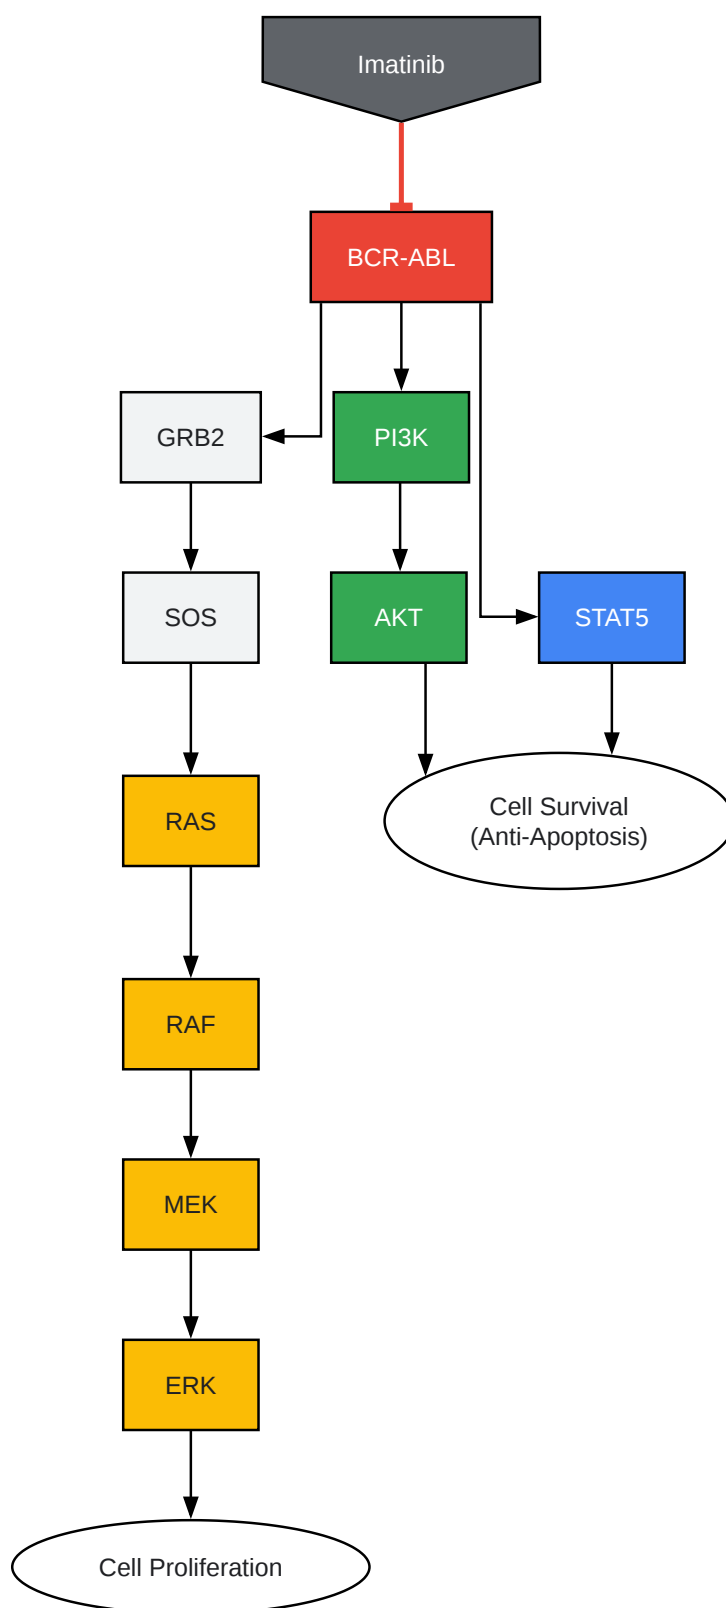 Imatinib
BCR-ABL
GRB2
PI3K
SOS
AKT
STAT5
RAS
Cell Survival
(Anti-Apoptosis)
RAF
MEK
ERK
Cell Proliferation